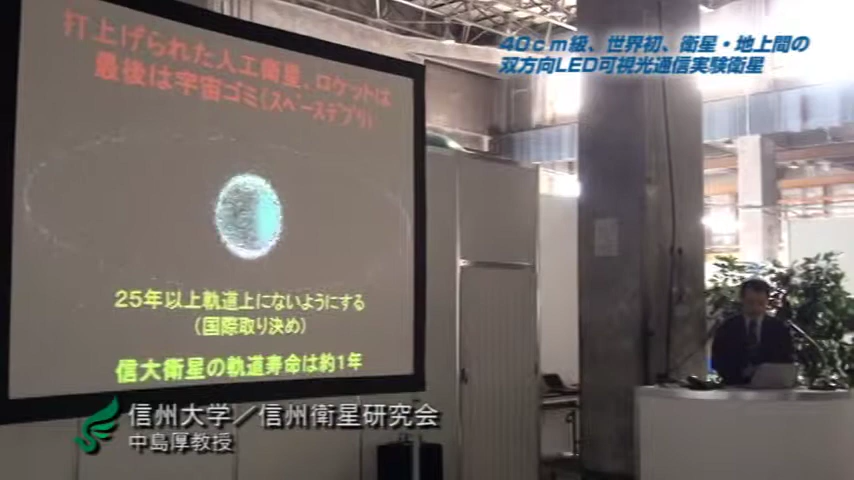 40cm級、世界初、衛星・地上間の
双方向LED可視光通信実験衛星
打上げられた人工衛星、ロケットは
最後は宇宙ゴミ(スペースデブリ)
25年以上軌道上にないようにする
(国際取り決め)
信大衛星の軌道寿命は約1年
信州大学／信州衛星研究会
中島厚教授